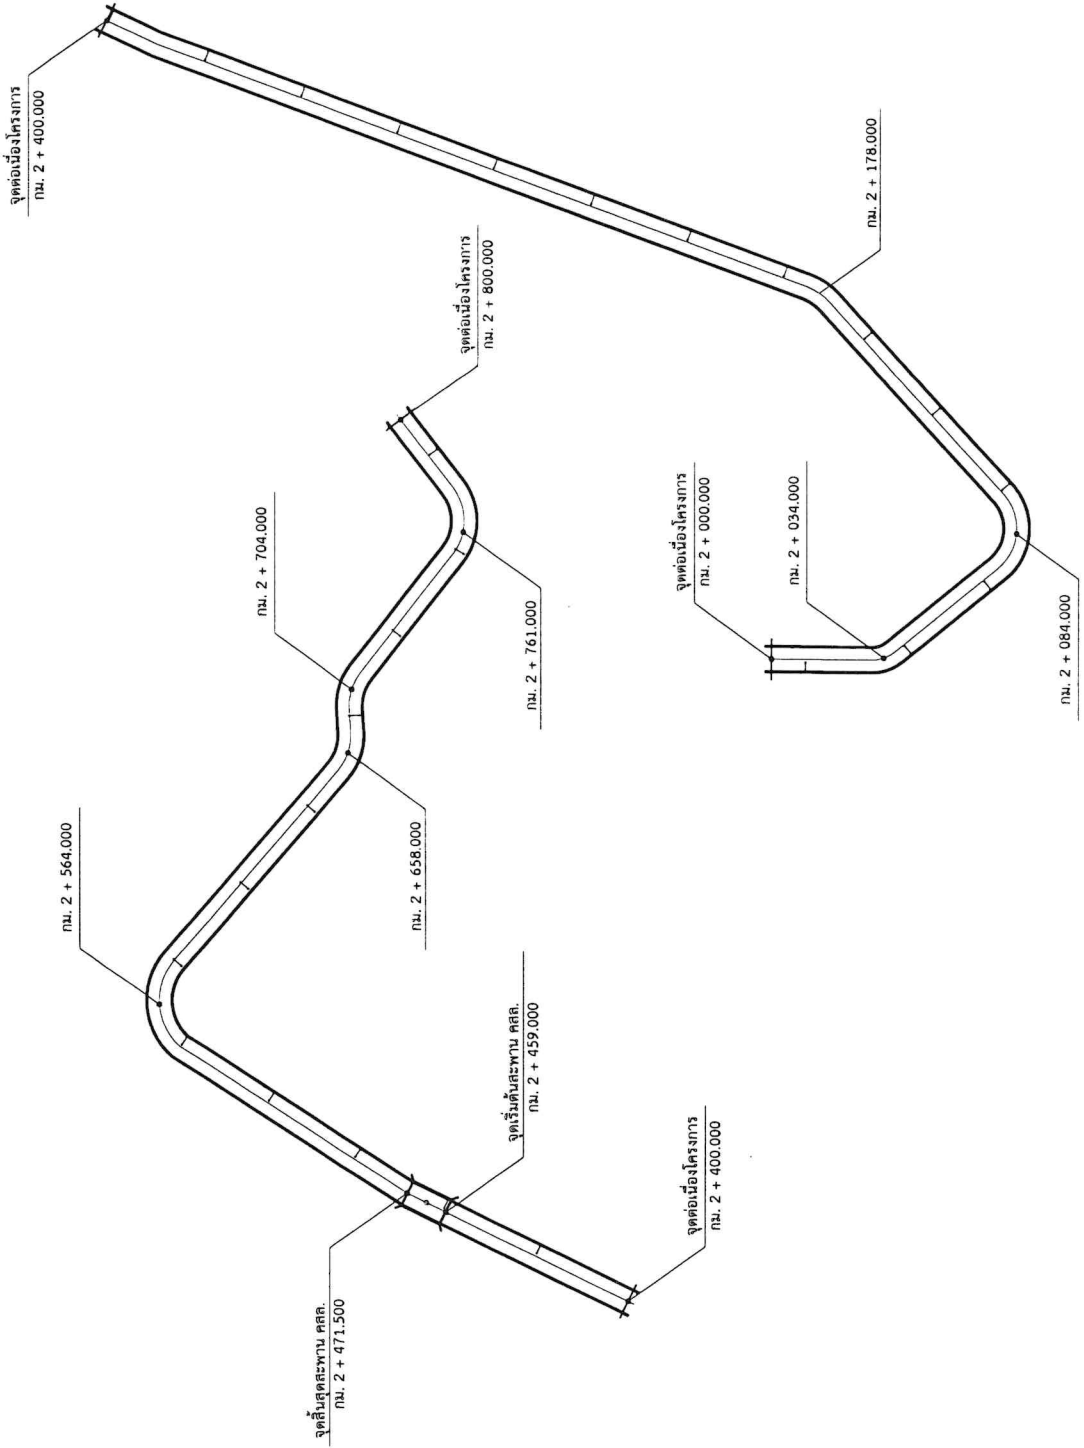 จุดต่อเนื่องโครงการ
กม. 2 + 400.000
จุดต่อเนื่องโครงการ
กม. 2 + 800.000
กม. 2 + 178.000
กม. 2 + 704.000
กม. 2 + 761.000
จุดต่อเนื่องโครงการ
กม. 2 + 000.000
กม. 2 + 034.000
กม. 2 + 084.000
กม. 2 + 564.000
กม. 2 + 658.000
จุดเริ่มต้นสะพาน คสล.
กม. 2 + 459.000
จุดสิ้นสุดสะพาน คสล.
กม. 2 + 471.500
จุดต่อเนื่องโครงการ
กม. 2 + 400.000